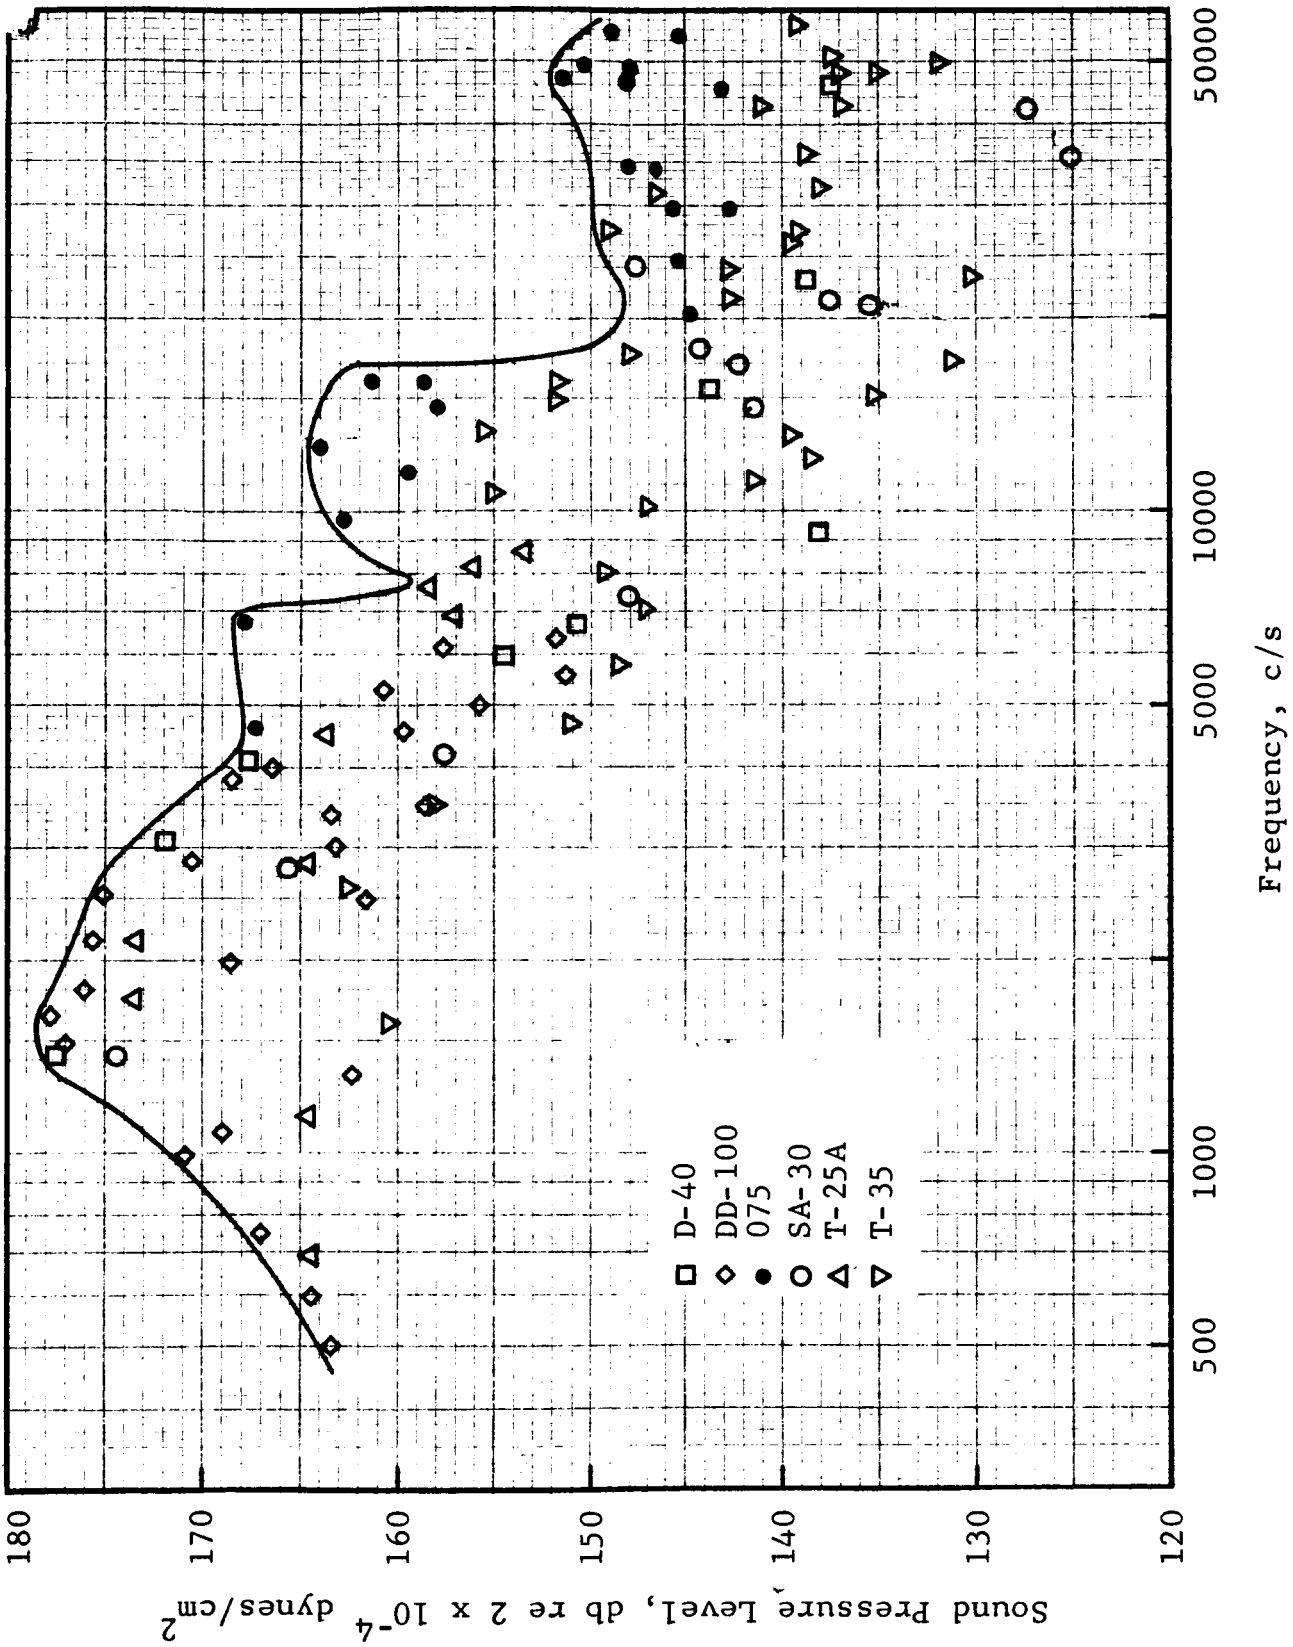 Sound Pressure Level, db re 2 x 10-4 dynes/cm2
180
170
160
150
140
130
120
D-40
DD-100
075
SA-30
T-25A
T-35
500
1000
5000
10000
50000
Frequency, c/s